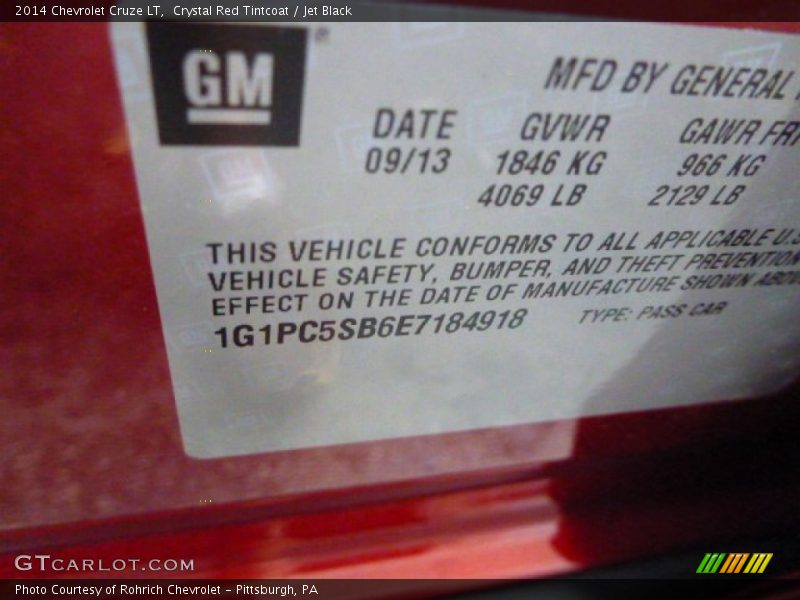 2014 Chevrolet Cruze LT, Crystal Red Tintcoat / Jet Black
GM
®
MFD BY GENERAL
DATE GVWR GAWR FRT
09/13 1846 KG 966 KG
4069 LB 2129 LB
THIS VEHICLE CONFORMS TO ALL APPLICABLE U.S
VEHICLE SAFETY, BUMPER, AND THEFT PREVENTION
EFFECT ON THE DATE OF MANUFACTURE SHOWN ABOVE
1G1PC5SB6E7184918 TYPE: PASS CAR
GTCARLOT.COM
Photo Courtesy of Rohrich Chevrolet - Pittsburgh, PA